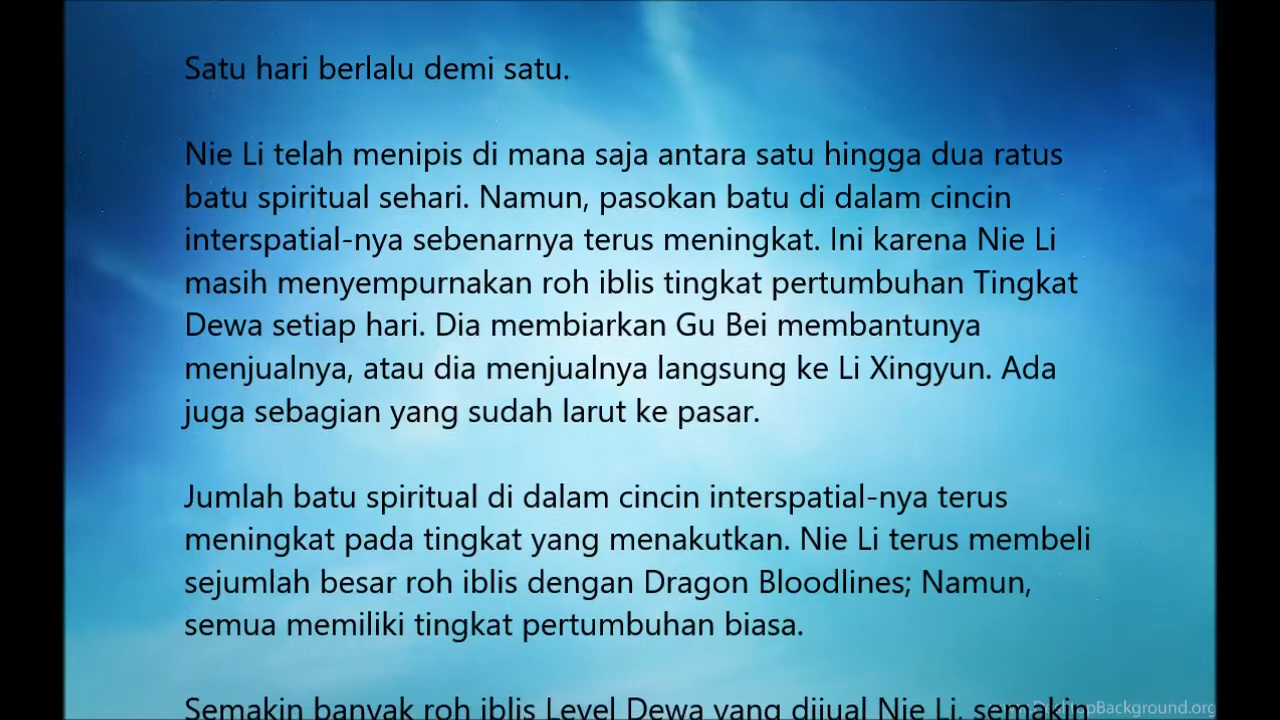 Satu hari berlalu demi satu.
Nie Li telah menipis di mana saja antara satu hingga dua ratus
batu spiritual sehari. Namun, pasokan batu di dalam cincin
interspatial-nya sebenarnya terus meningkat. Ini karena Nie Li
masih menyempurnakan roh iblis tingkat pertumbuhan Tingkat
Dewa setiap hari. Dia membiarkan Gu Bei membantunya
menjualnya, atau dia menjualnya langsung ke Li Xingyun. Ada
juga sebagian yang sudah larut ke pasar.
Jumlah batu spiritual di dalam cincin interspatial-nya terus
meningkat pada tingkat yang menakutkan. Nie Li terus membeli
sejumlah besar roh iblis dengan Dragon Bloodlines; Namun,
semua memiliki tingkat pertumbuhan biasa.
Semakin banyak roh iblis Level Dewa yang dijual Nie Li, semakin